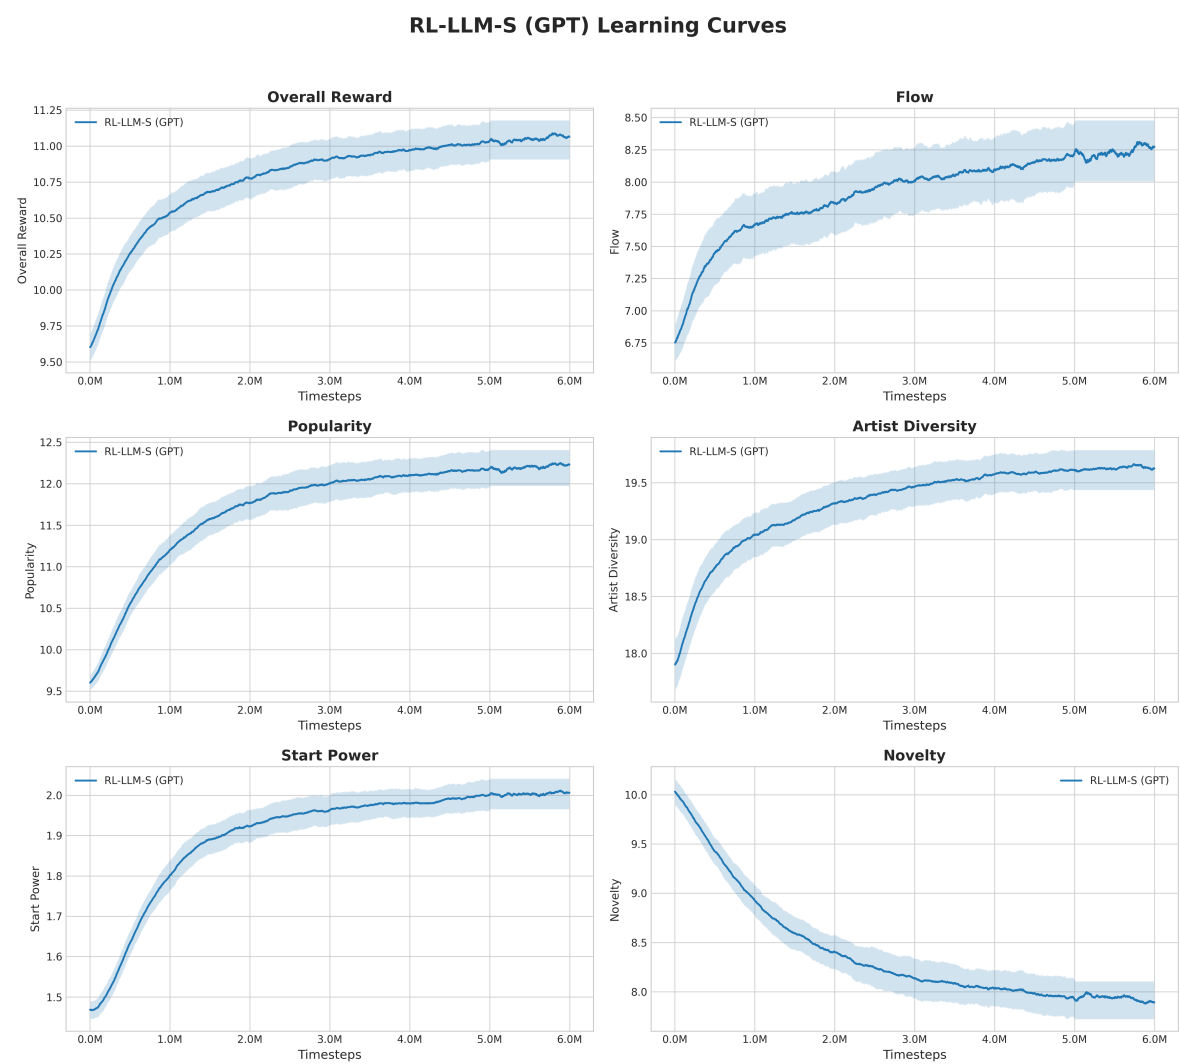 RL-LLM-S (GPT) Learning Curves
Overall Reward
RL-LLM-S (GPT)
Overall Reward
11.25
11.00
10.75
10.50
10.25
10.00
9.75
9.50
0.0M 1.0M 2.0M 3.0M 4.0M 5.0M 6.0M
Timesteps
Flow
RL-LLM-S (GPT)
Flow
8.50
8.25
8.00
7.75
7.50
7.25
7.00
6.75
0.0M 1.0M 2.0M 3.0M 4.0M 5.0M 6.0M
Timesteps
Popularity
RL-LLM-S (GPT)
Popularity
12.5
12.0
11.5
11.0
10.5
10.0
9.5
0.0M 1.0M 2.0M 3.0M 4.0M 5.0M 6.0M
Timesteps
Artist Diversity
RL-LLM-S (GPT)
Artist Diversity
19.5
19.0
18.5
18.0
0.0M 1.0M 2.0M 3.0M 4.0M 5.0M 6.0M
Timesteps
Start Power
RL-LLM-S (GPT)
Start Power
2.0
1.9
1.8
1.7
1.6
1.5
0.0M 1.0M 2.0M 3.0M 4.0M 5.0M 6.0M
Timesteps
Novelty
RL-LLM-S (GPT)
Novelty
10.0
9.5
9.0
8.5
8.0
0.0M 1.0M 2.0M 3.0M 4.0M 5.0M 6.0M
Timesteps